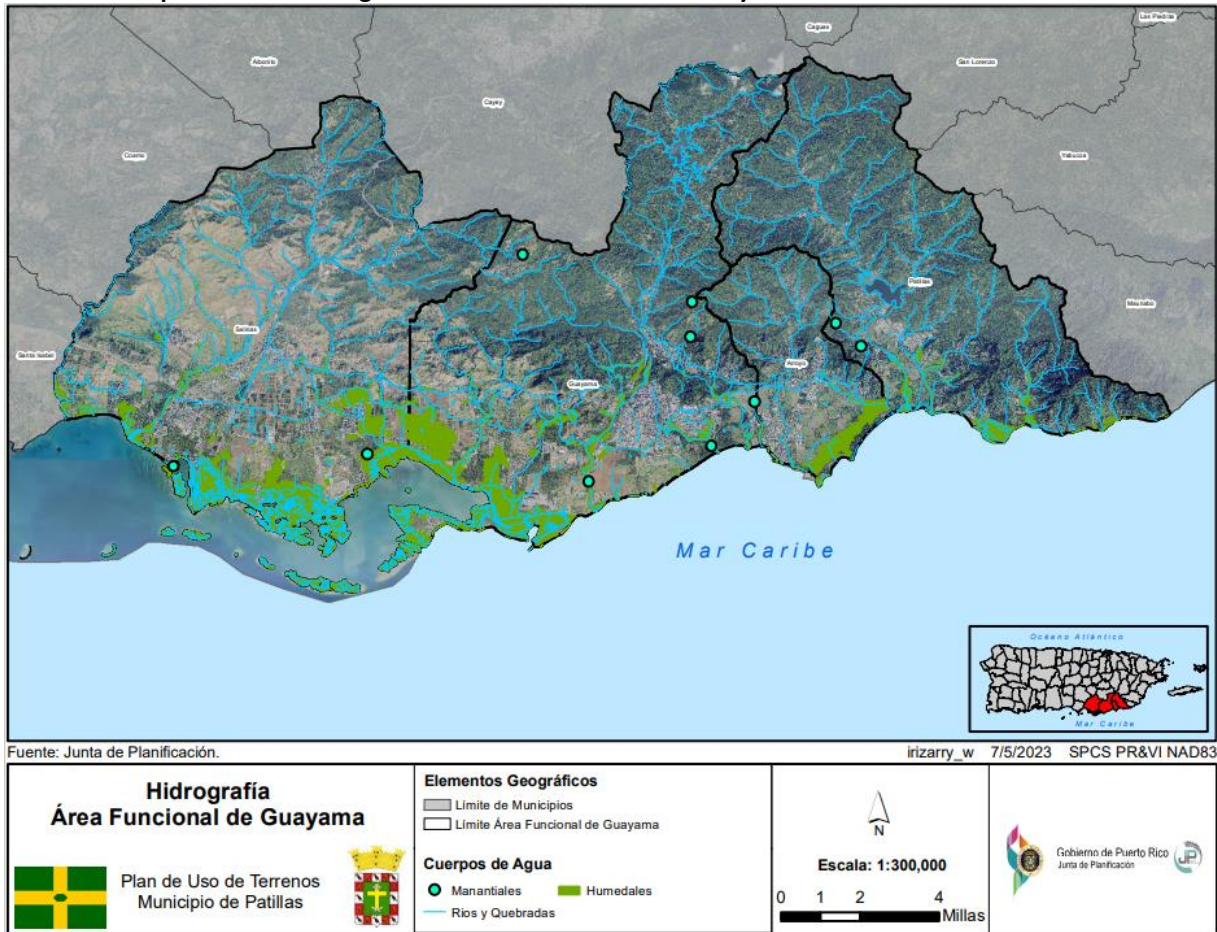 Aibonito
Cayey
Caguas
San Lorenzo
Las Piedras
Coamo
Yabucoa
Maunabo
Patillas
Salinas
Santa Isabel
Guayama
Arroyo
Mar Caribe
Océano Atlántico
Mar Caribe
Fuente: Junta de Planificación.
irizarry_w 7/5/2023 SPCS PR&VI NAD83
Hidrografía
Área Funcional de Guayama
Plan de Uso de Terrenos
Municipio de Patillas
Elementos Geográficos
Límite de Municipios
Límite Área Funcional de Guayama
Cuerpos de Agua
Manantiales Humedales
Ríos y Quebradas
N
Escala: 1:300,000
0 1 2 4
Millas
Gobierno de Puerto Rico
Junta de Planificación
JP